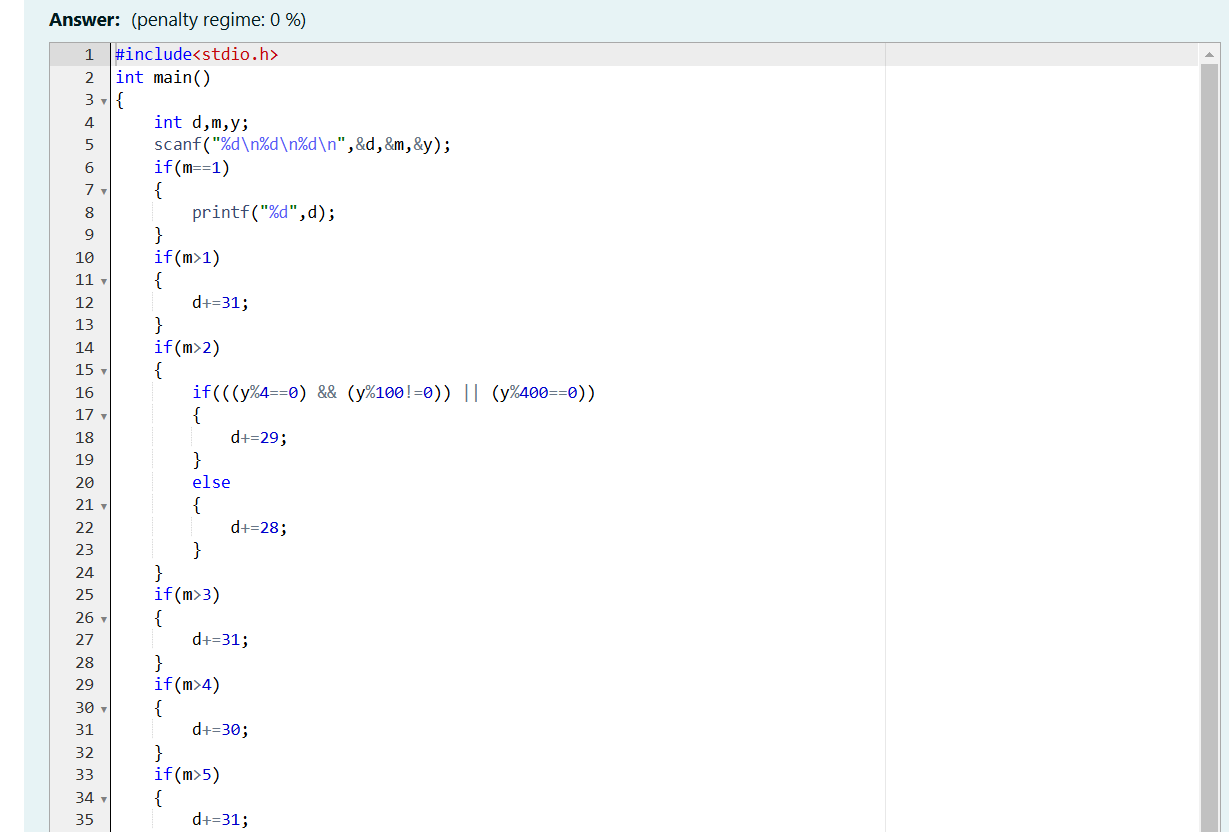 Answer: (penalty regime: 0 %)
1 #include<stdio.h>
2 int main()
3 {
4 int d,m,y;
5 scanf("%d\n%d\n%d\n",&d,&m,&y);
6 if(m==1)
7 {
8 printf("%d",d);
9 }
10 if(m>1)
11 {
12 d+=31;
13 }
14 if(m>2)
15 {
16 if(((y%4==0) && (y%100!=0)) || (y%400==0))
17 {
18 d+=29;
19 }
20 else
21 {
22 d+=28;
23 }
24 }
25 if(m>3)
26 {
27 d+=31;
28 }
29 if(m>4)
30 {
31 d+=30;
32 }
33 if(m>5)
34 {
35 d+=31;